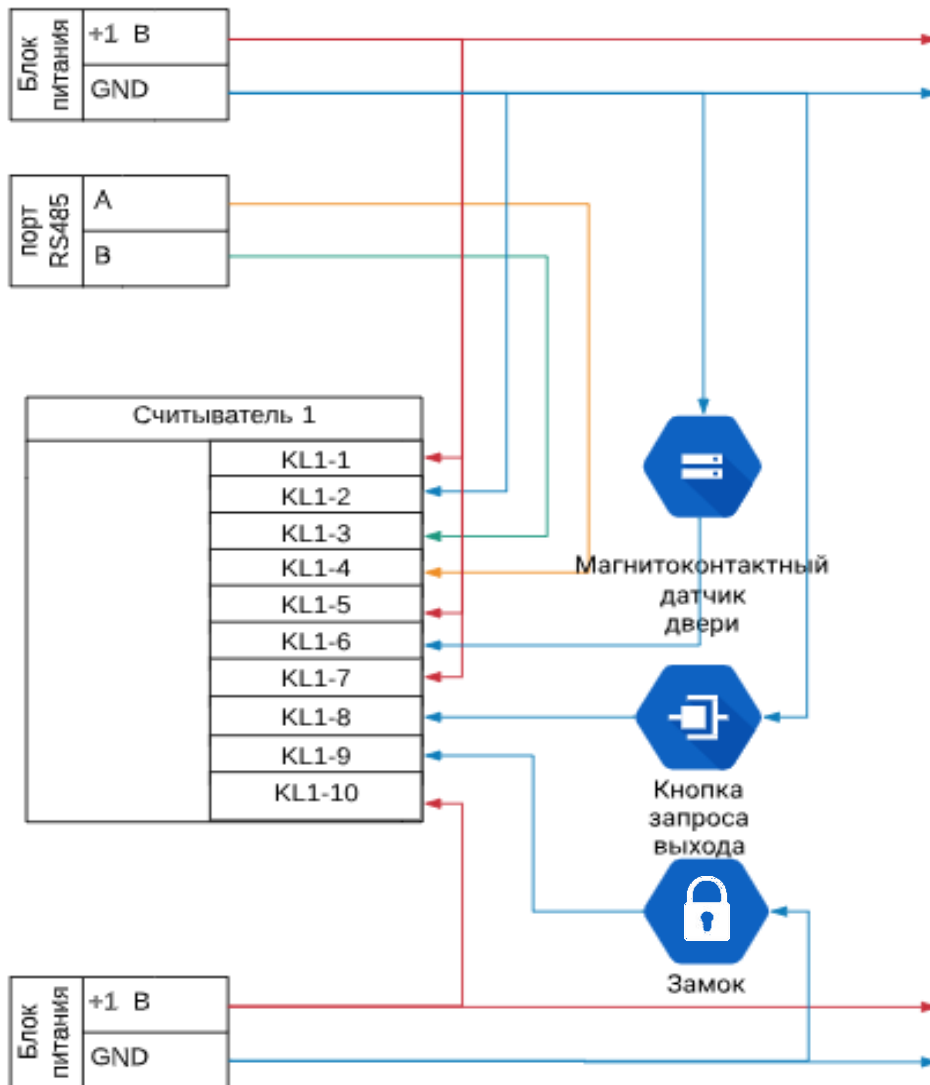 Блок
питания
+1 В
GND
порт
RS485
A
B
Считыватель 1
KL1-1
KL1-2
KL1-3
KL1-4
KL1-5
KL1-6
KL1-7
KL1-8
KL1-9
KL1-10
Магнитоконтактный
датчик
двери
Кнопка
запроса
выхода
Замок
Блок
питания
+1 В
GND